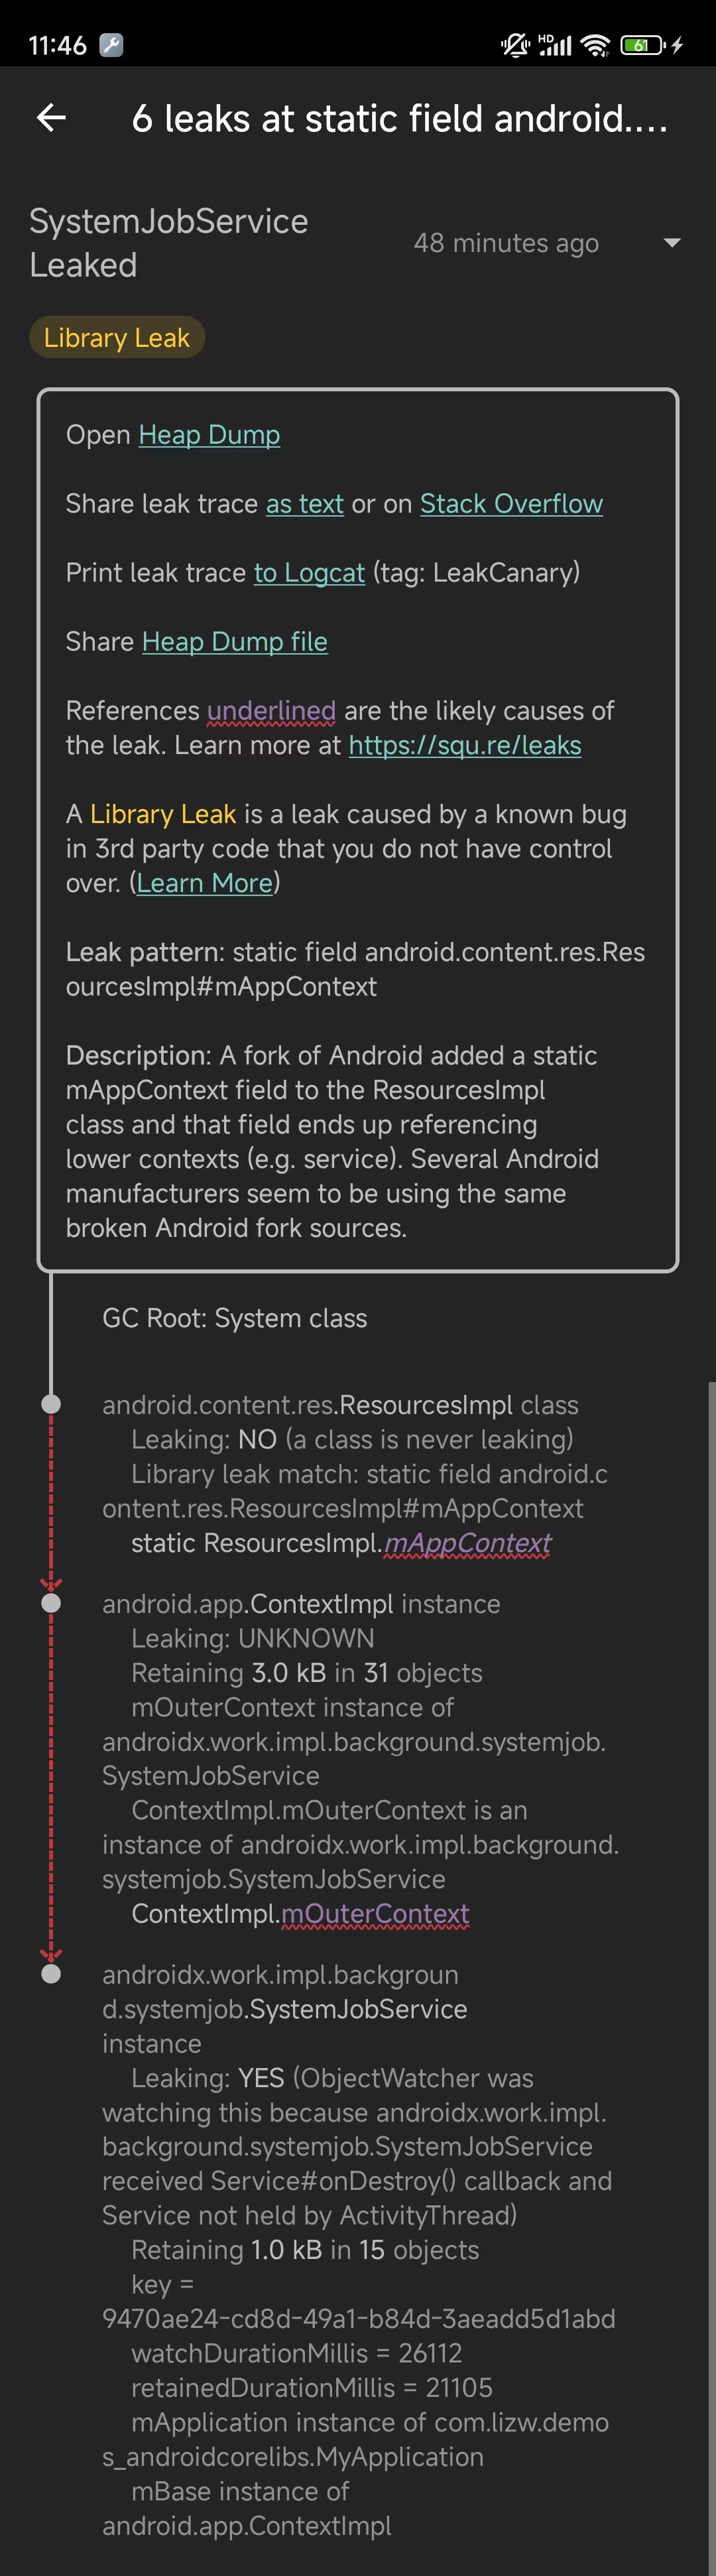 11:46
HD
61
6 leaks at static field android....
SystemJobService
Leaked
48 minutes ago
Library Leak
Open Heap Dump
Share leak trace as text or on Stack Overflow
Print leak trace to Logcat (tag: LeakCanary)
Share Heap Dump file
References underlined are the likely causes of
the leak. Learn more at https://squ.re/leaks
A Library Leak is a leak caused by a known bug
in 3rd party code that you do not have control
over. (Learn More)
Leak pattern: static field android.content.res.Res
ourcesImpl#mAppContext
Description: A fork of Android added a static
mAppContext field to the ResourcesImpl
class and that field ends up referencing
lower contexts (e.g. service). Several Android
manufacturers seem to be using the same
broken Android fork sources.
GC Root: System class
android.content.res.ResourcesImpl class
Leaking: NO (a class is never leaking)
Library leak match: static field android.c
ontent.res.ResourcesImpl#mAppContext
static ResourcesImpl.mAppContext
android.app.ContextImpl instance
Leaking: UNKNOWN
Retaining 3.0 kB in 31 objects
mOuterContext instance of
androidx.work.impl.background.systemjob.
SystemJobService
ContextImpl.mOuterContext is an
instance of androidx.work.impl.background.
systemjob.SystemJobService
ContextImpl.mOuterContext
androidx.work.impl.backgroun
d.systemjob.SystemJobService
instance
Leaking: YES (ObjectWatcher was
watching this because androidx.work.impl.
background.systemjob.SystemJobService
received Service#onDestroy() callback and
Service not held by ActivityThread)
Retaining 1.0 kB in 15 objects
key =
9470ae24-cd8d-49a1-b84d-3aeadd5d1abd
watchDurationMillis = 26112
retainedDurationMillis = 21105
mApplication instance of com.lizw.demo
s_androidcorelibs.MyApplication
mBase instance of
android.app.ContextImpl